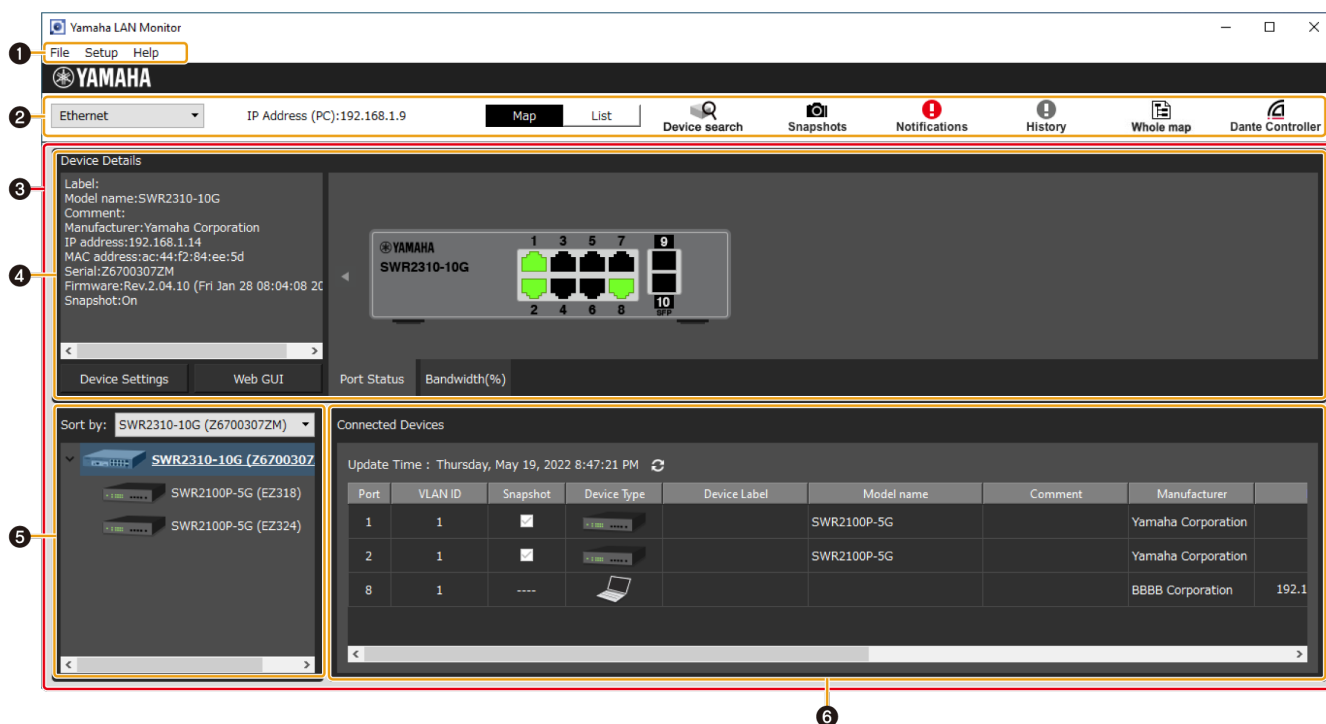 Yamaha LAN Monitor
❶
File Setup Help
YAMAHA
❷
Ethernet
IP Address (PC):192.168.1.9
Map
List
Device search
Snapshots
Notifications
History
Whole map
Dante Controller
❸
Device Details
Label:
Model name:SWR2310-10G
Comment:
Manufacturer:Yamaha Corporation
IP address:192.168.1.14
MAC address:ac:44:f2:84:ee:5d
Serial:Z6700307ZM
Firmware:Rev.2.04.10 (Fri Jan 28 08:04:08 20
Snapshot:On
❹
YAMAHA
SWR2310-10G
1 3 5 7 9
2 4 6 8 10
SFP
Device Settings
Web GUI
Port Status
Bandwidth(%)
❺
Sort by: SWR2310-10G (Z6700307ZM)
SWR2310-10G (Z6700307
SWR2100P-5G (EZ318)
SWR2100P-5G (EZ324)
Connected Devices
Update Time : Thursday, May 19, 2022 8:47:21 PM
Port VLAN ID Snapshot Device Type Device Label Model name Comment Manufacturer
1 1 SWR2100P-5G Yamaha Corporation
2 1 SWR2100P-5G Yamaha Corporation
8 1 ---- BBBB Corporation 192.1
❻